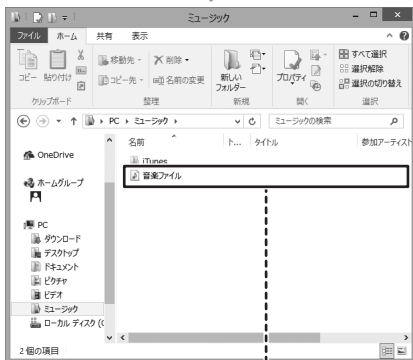 ミュージック
ファイル ホーム 共有 表示
コピー 貼り付け
移動先 コピー先
削除 名前の変更
新しい
フォルダー
プロパティ
すべて選択
選択解除
選択の切り替え
クリップボード 整理 新規 開く 選択
PC ミュージック ミュージックの検索
名前 ト... タイトル 参加アーティスト
OneDrive
iTunes
音楽ファイル
ホームグループ
PC
ダウンロード
デスクトップ
ドキュメント
ピクチャ
ビデオ
ミュージック
ローカル ディスク (C
2 個の項目